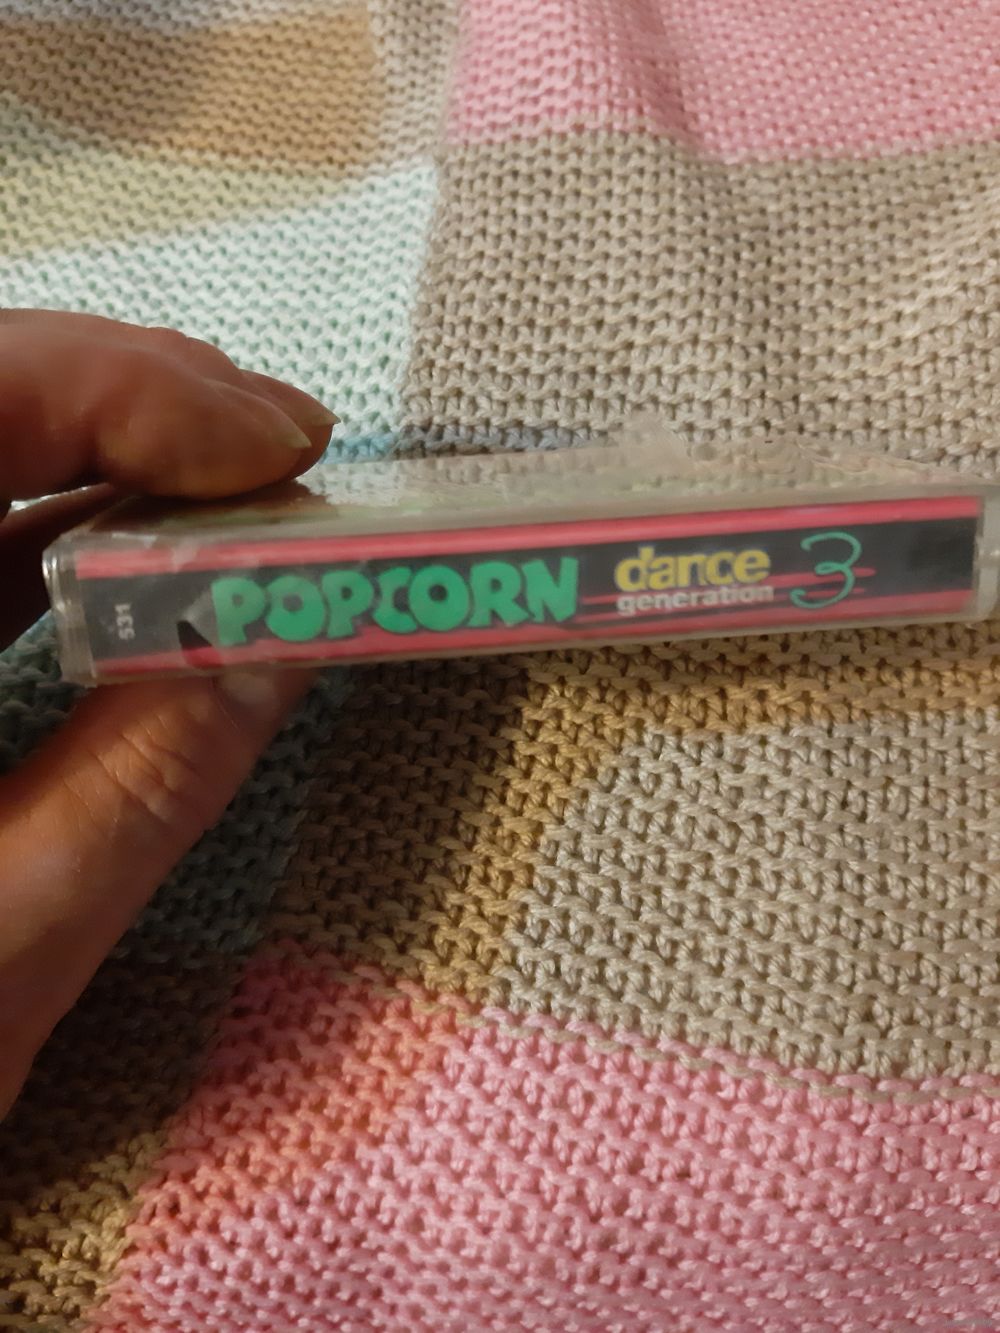 531
POPCORN
dance
generation
3